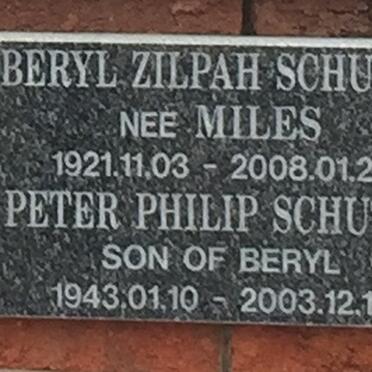 BERYL ZILPAH SCHU
NEE MILES
1921.11.03 - 2008.01.2
PETER PHILIP SCHU
SON OF BERYL
1943.01.10 - 2003.12.1